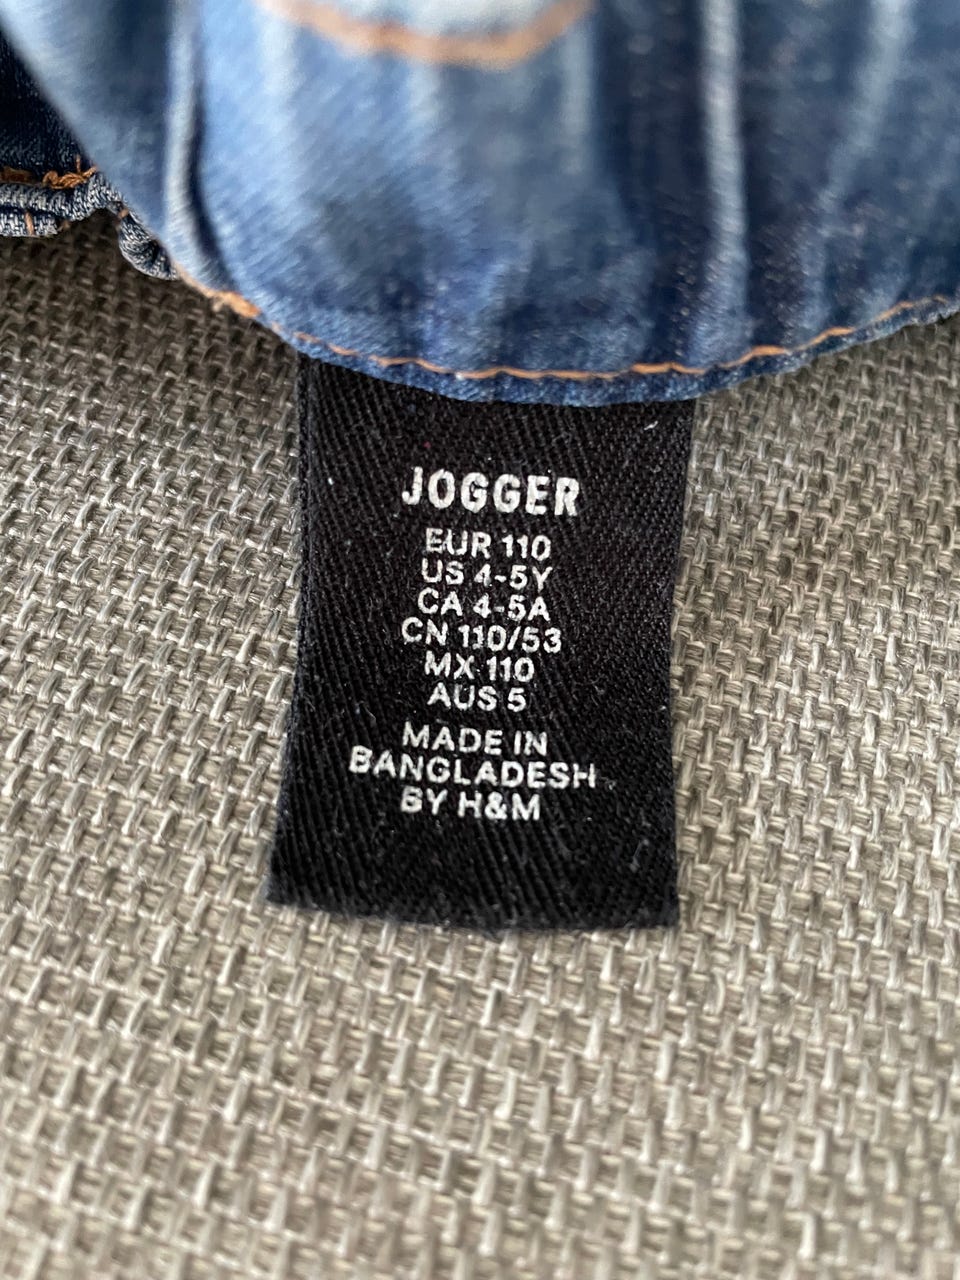 JOGGER
EUR 110
US 4-5Y
CA 4-5A
CN 110/53
MX 110
AUS 5
MADE IN
BANGLADESH
BY H&M